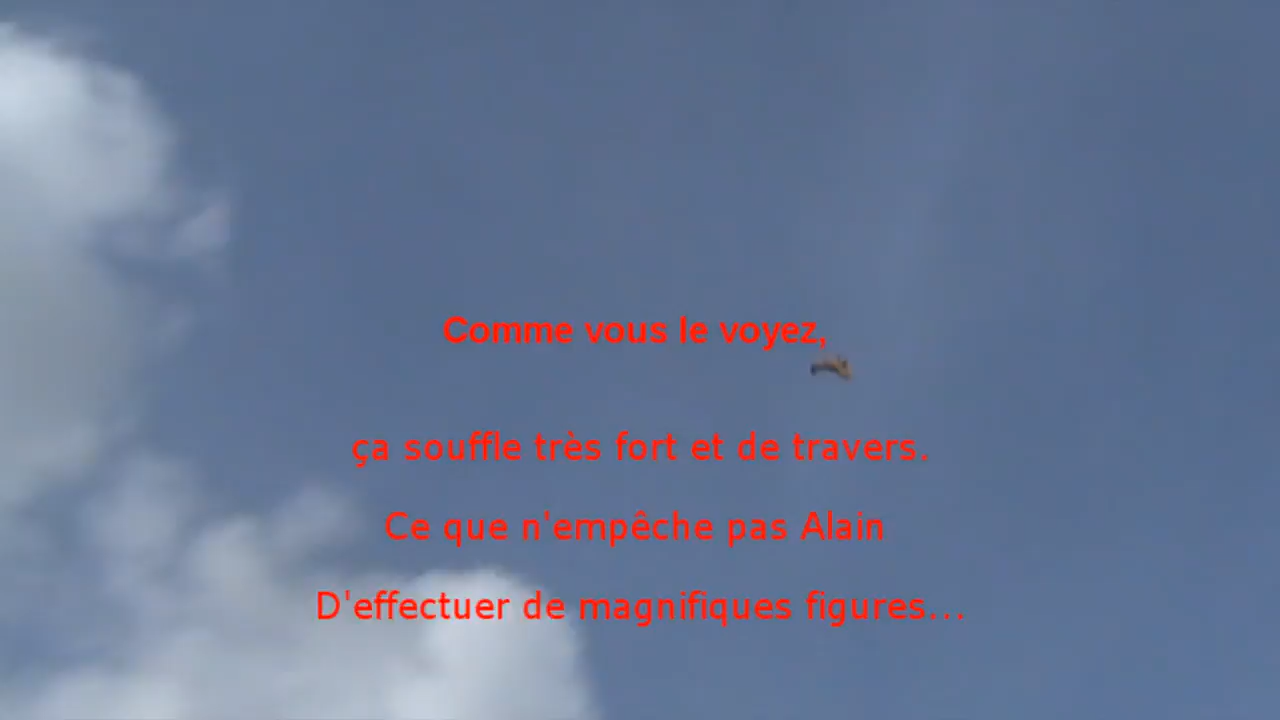 Comme vous le voyez,
ça souffle très fort et de travers.
Ce que n'empêche pas Alain
D'effectuer de magnifiques figures...